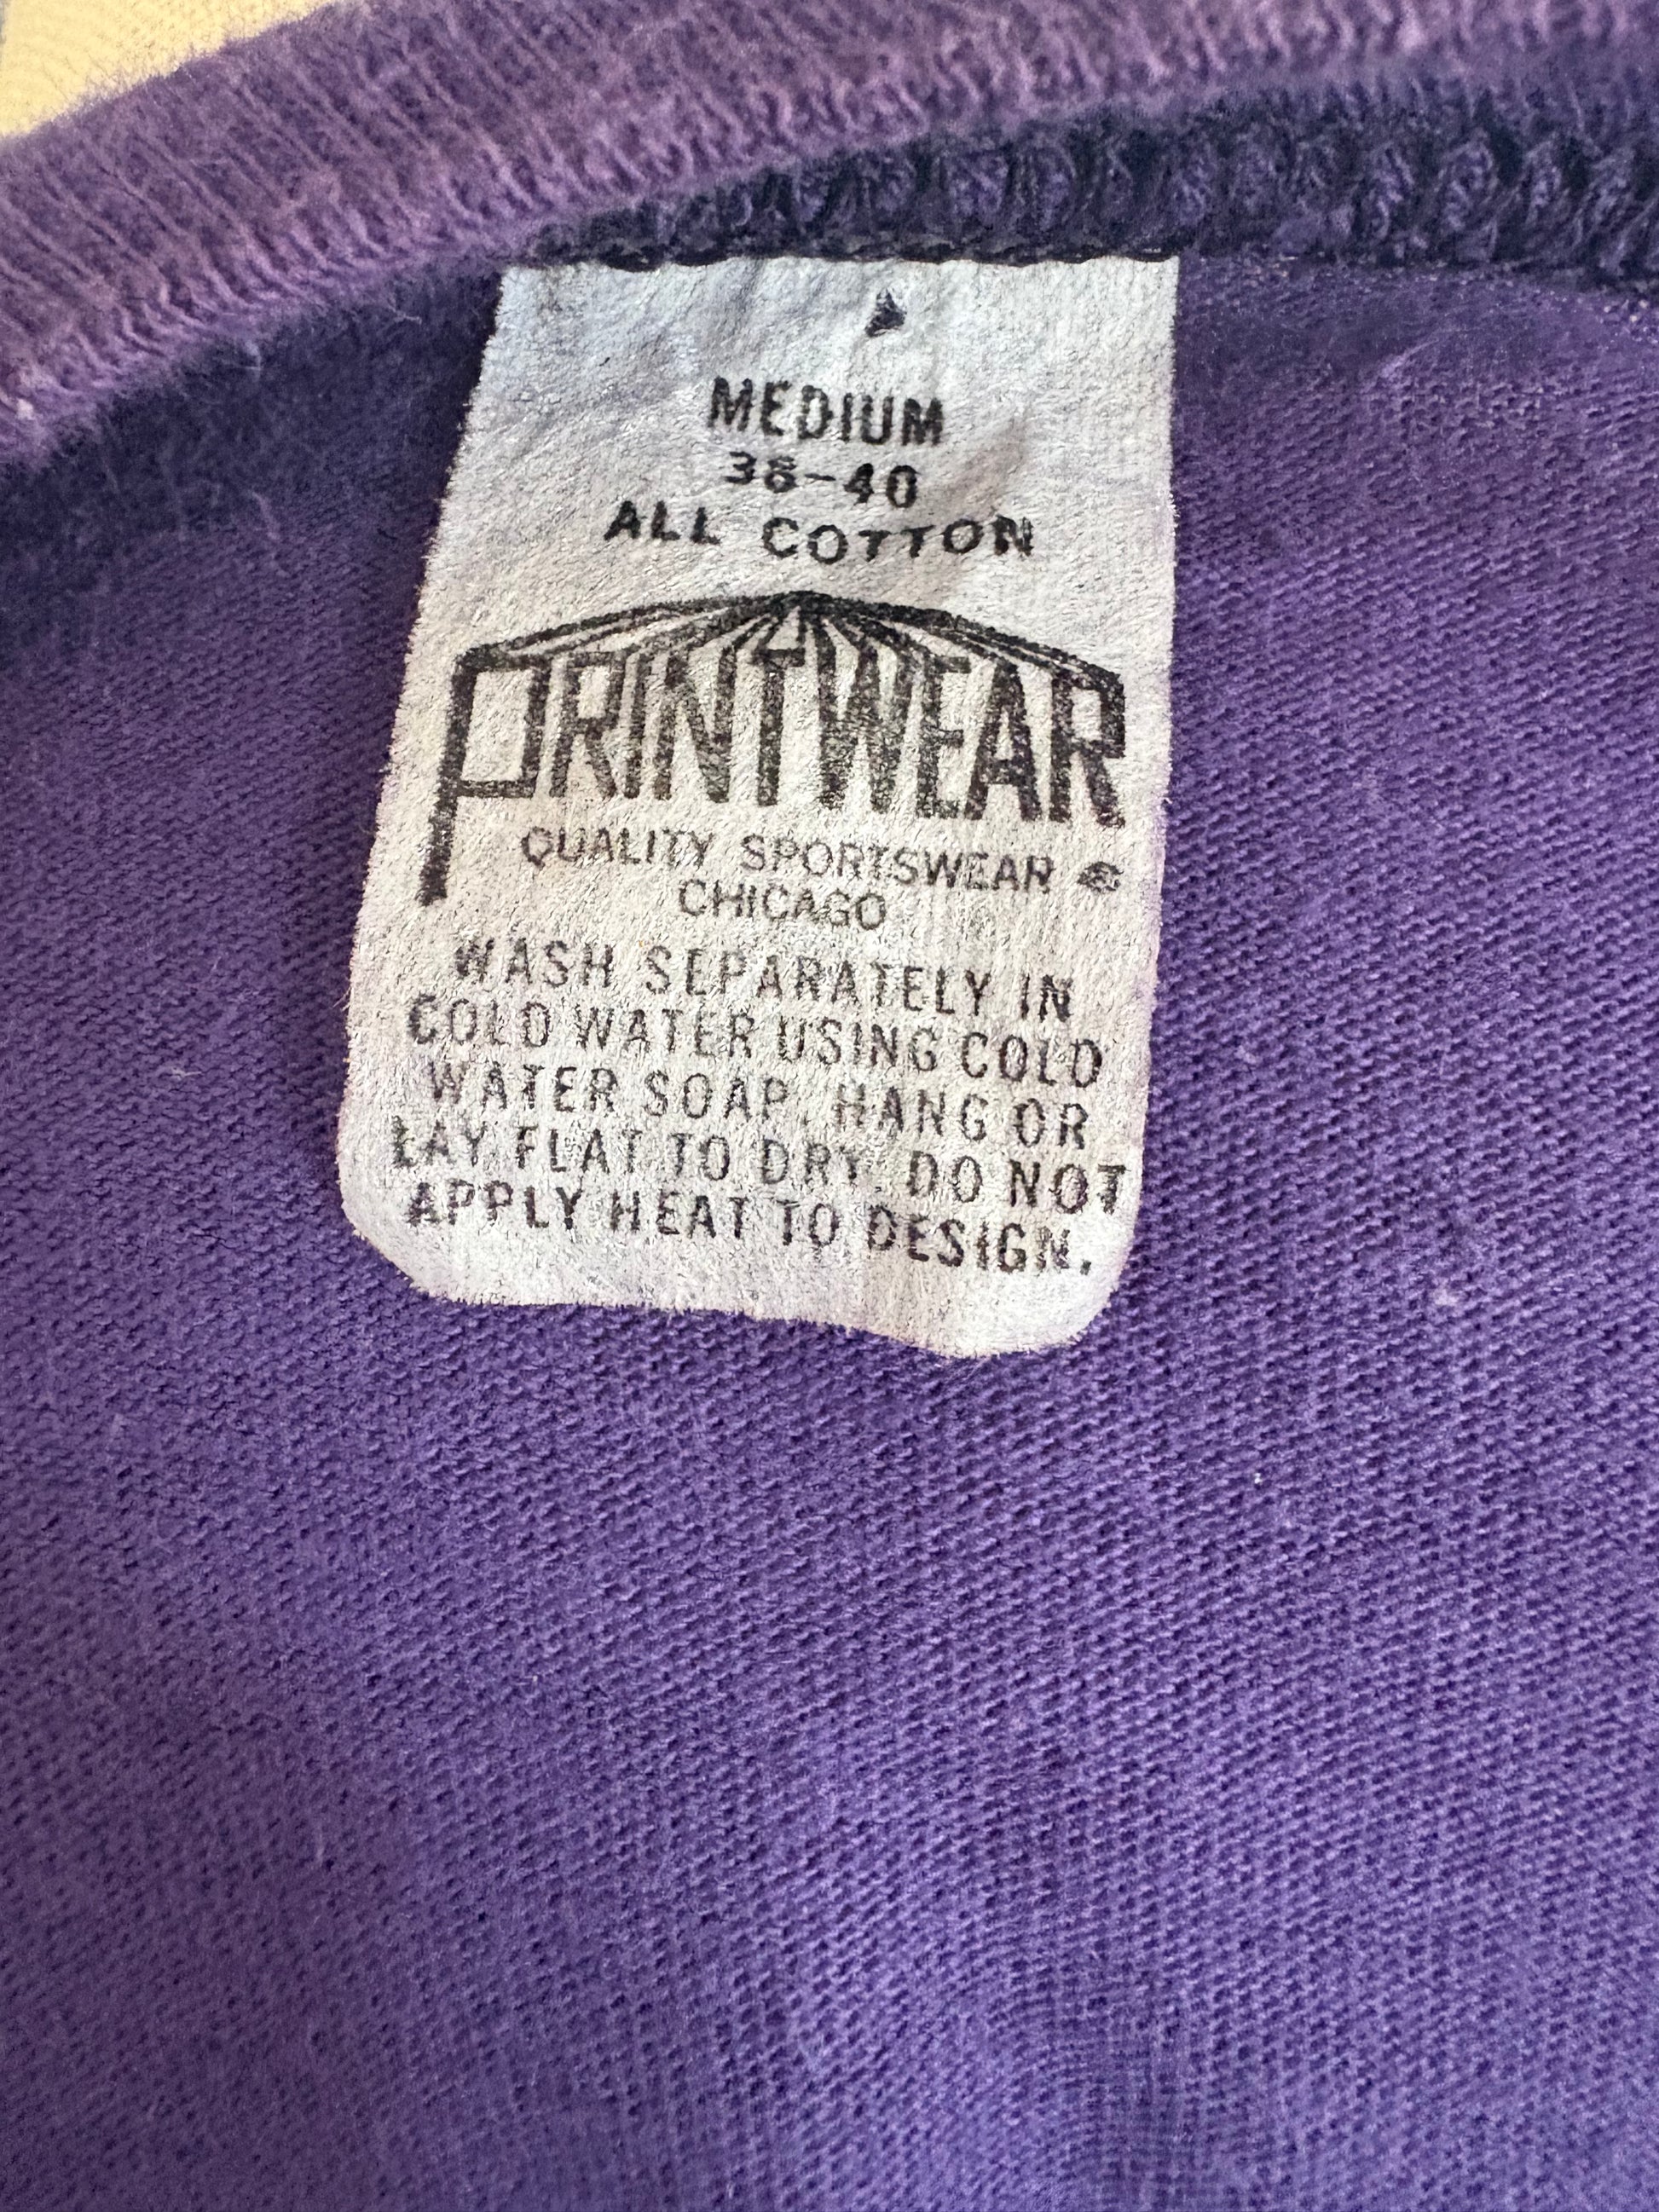 MEDIUM
38-40
ALL COTTON
PRINTWEAR
QUALITY SPORTSWEAR ®
CHICAGO
WASH SEPARATELY IN
COLD WATER USING COLD
WATER SOAP. HANG OR
LAY FLAT TO DRY. DO NOT
APPLY HEAT TO DESIGN.